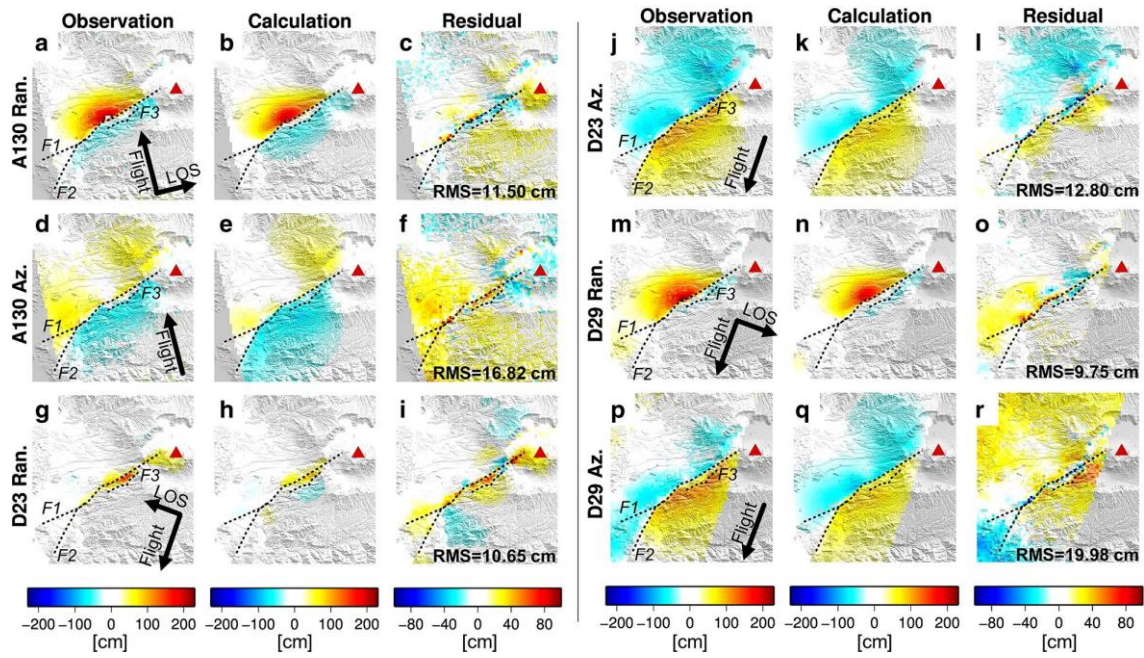 Observation Calculation Residual Observation Calculation Residual
A130 Ran.
a b c
F1 F2 F3
Flight LOS
RMS=11.50 cm
D23 Az.
j k l
F1 F2 F3
Flight
RMS=12.80 cm
A130 Az.
d e f
F1 F2 F3
Flight
RMS=16.82 cm
D29 Ran.
m n o
F1 F2 F3
Flight LOS
RMS=9.75 cm
D23 Ran.
g h i
F1 F2 F3
LOS Flight
RMS=10.65 cm
D29 Az.
p q r
F1 F2 F3
Flight
RMS=19.98 cm
−200 −100 0 100 200 −200 −100 0 100 200 −80 −40 0 40 80 −200 −100 0 100 200 −200 −100 0 100 200 −80 −40 0 40 80
[cm] [cm] [cm] [cm] [cm] [cm]